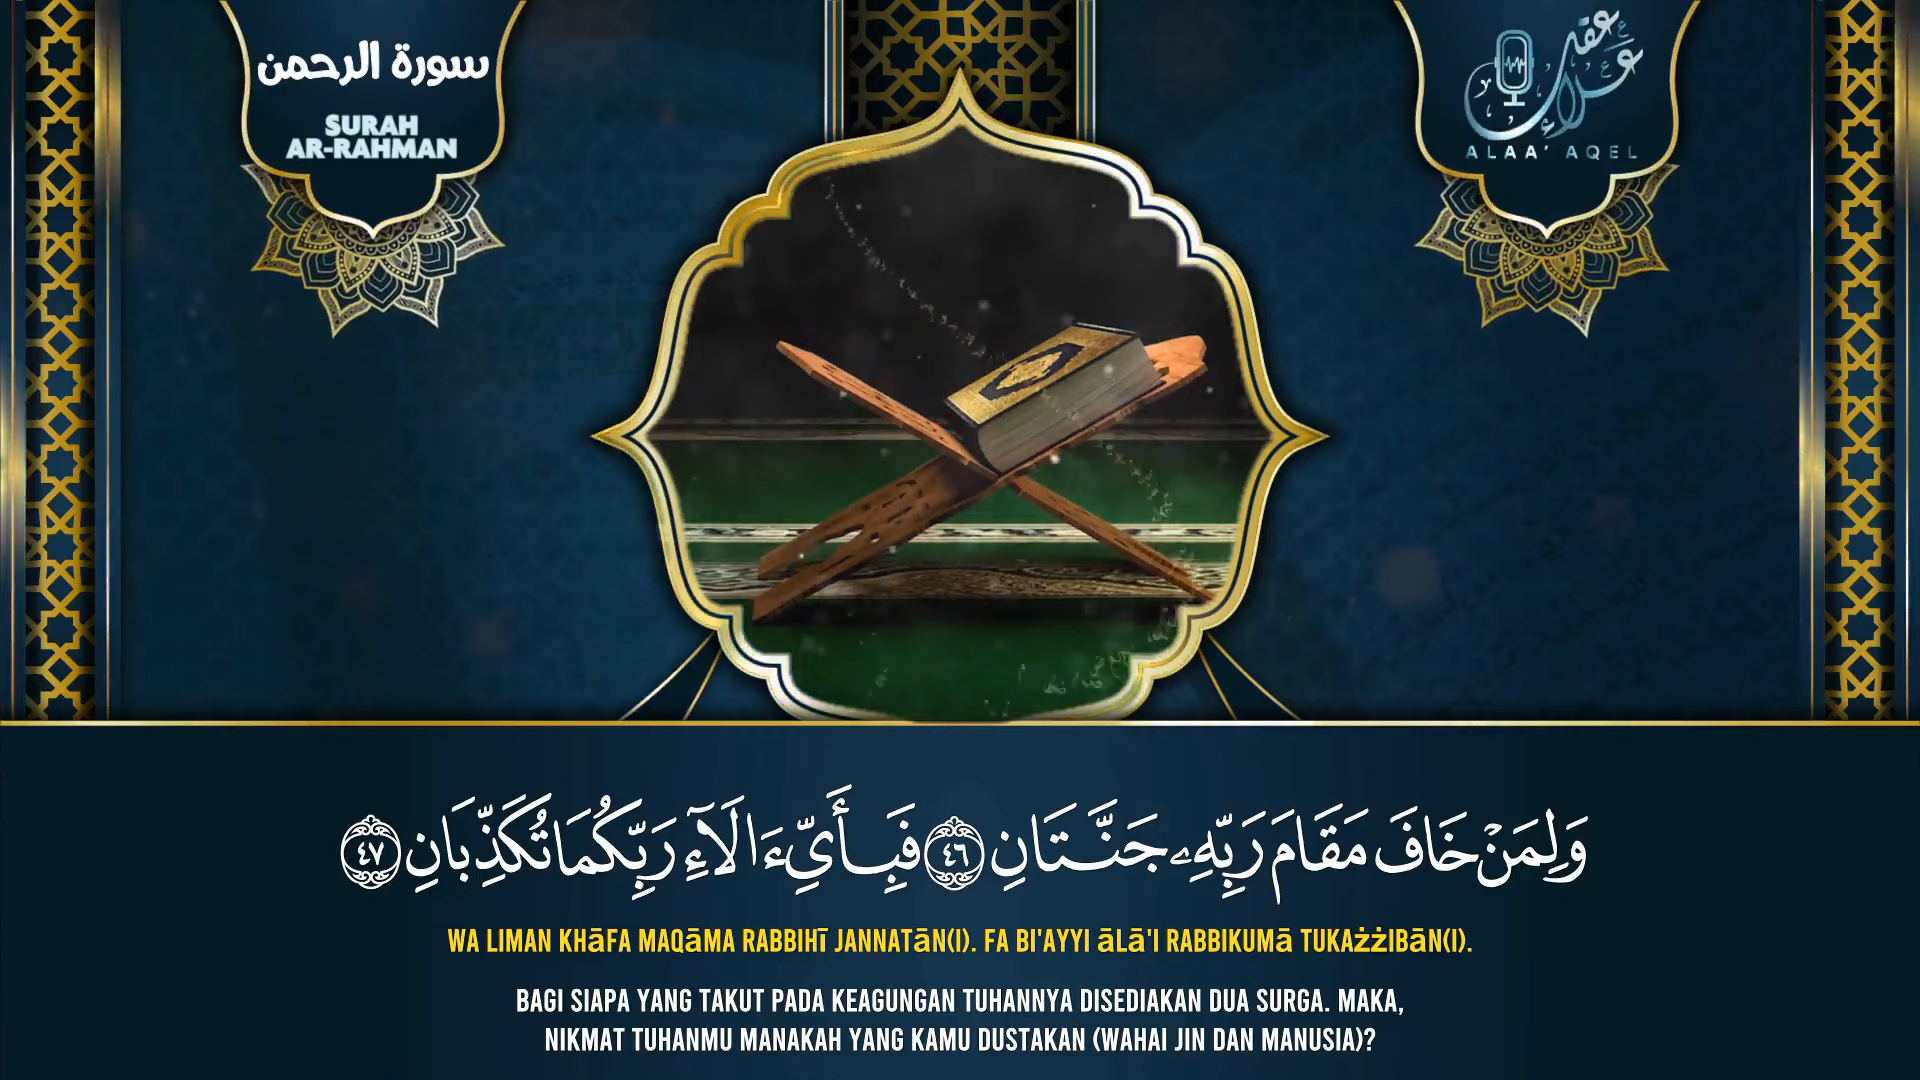 سورة الرحمن
SURAH
AR-RAHMAN
علاء عقل
ALAA' AQEL
وَلِمَنْ خَافَ مَقَامَ رَبِّهِۦ جَنَّتَانِ ٤٦ فَبِأَيِّ ءَالَآءِ رَبِّكُمَا تُكَذِّبَانِ ٤٧
WA LIMAN KHāFA MAQāMA RABBIHī JANNATāN(I). FA BI'AYYI āLā'I RABBIKUMā TUKAżżIBāN(I).
BAGI SIAPA YANG TAKUT PADA KEAGUNGAN TUHANNYA DISEDIAKAN DUA SURGA. MAKA,
NIKMAT TUHANMU MANAKAH YANG KAMU DUSTAKAN (WAHAI JIN DAN MANUSIA)?